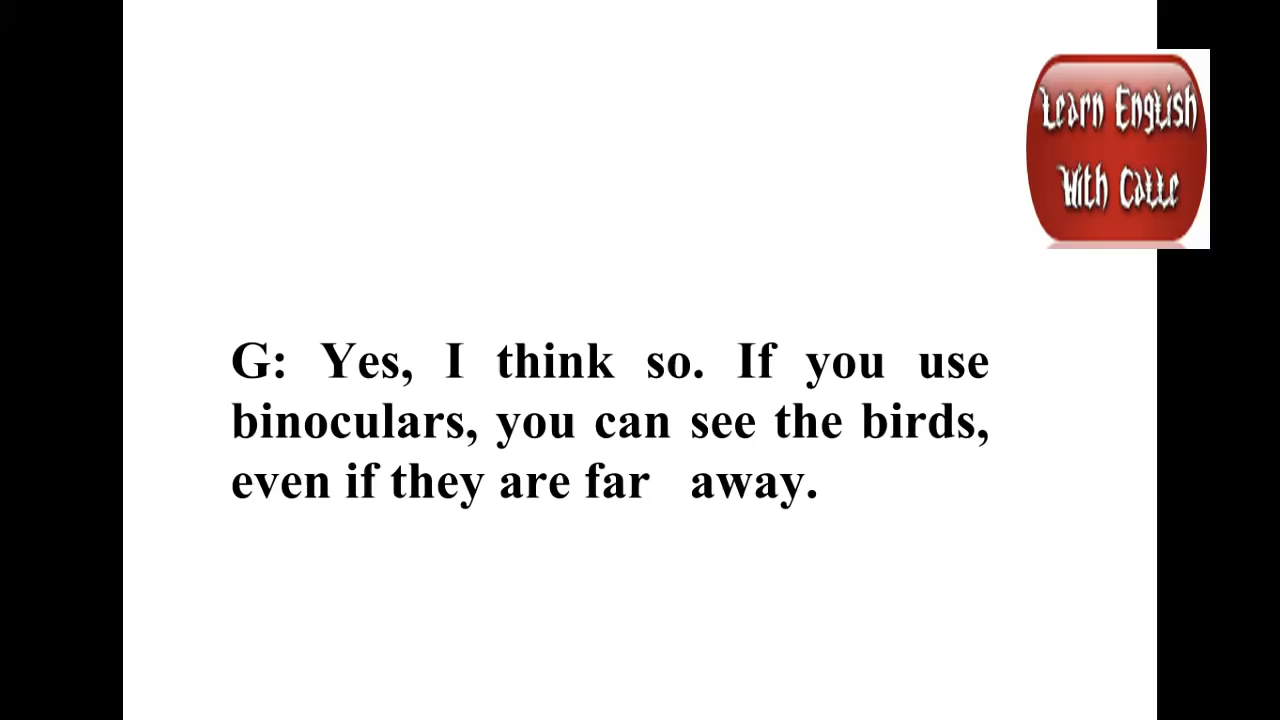 Learn English
With Calle
G: Yes, I think so. If you use
binoculars, you can see the birds,
even if they are far away.